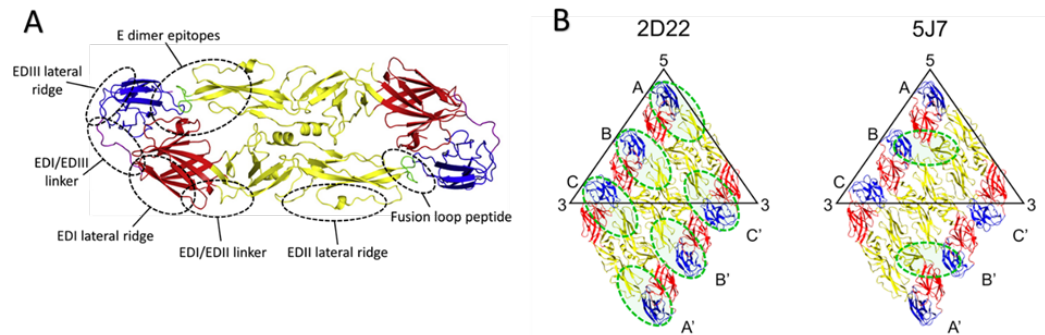 A
E dimer epitopes
EDIII lateral
ridge
EDI/EDIII
linker
EDI lateral ridge
EDI/EDII linker
EDII lateral ridge
Fusion loop peptide
B
2D22
5
A
B
C
3
3
C'
B'
A'
5J7
5
A
B
C
3
3
C'
B'
A'